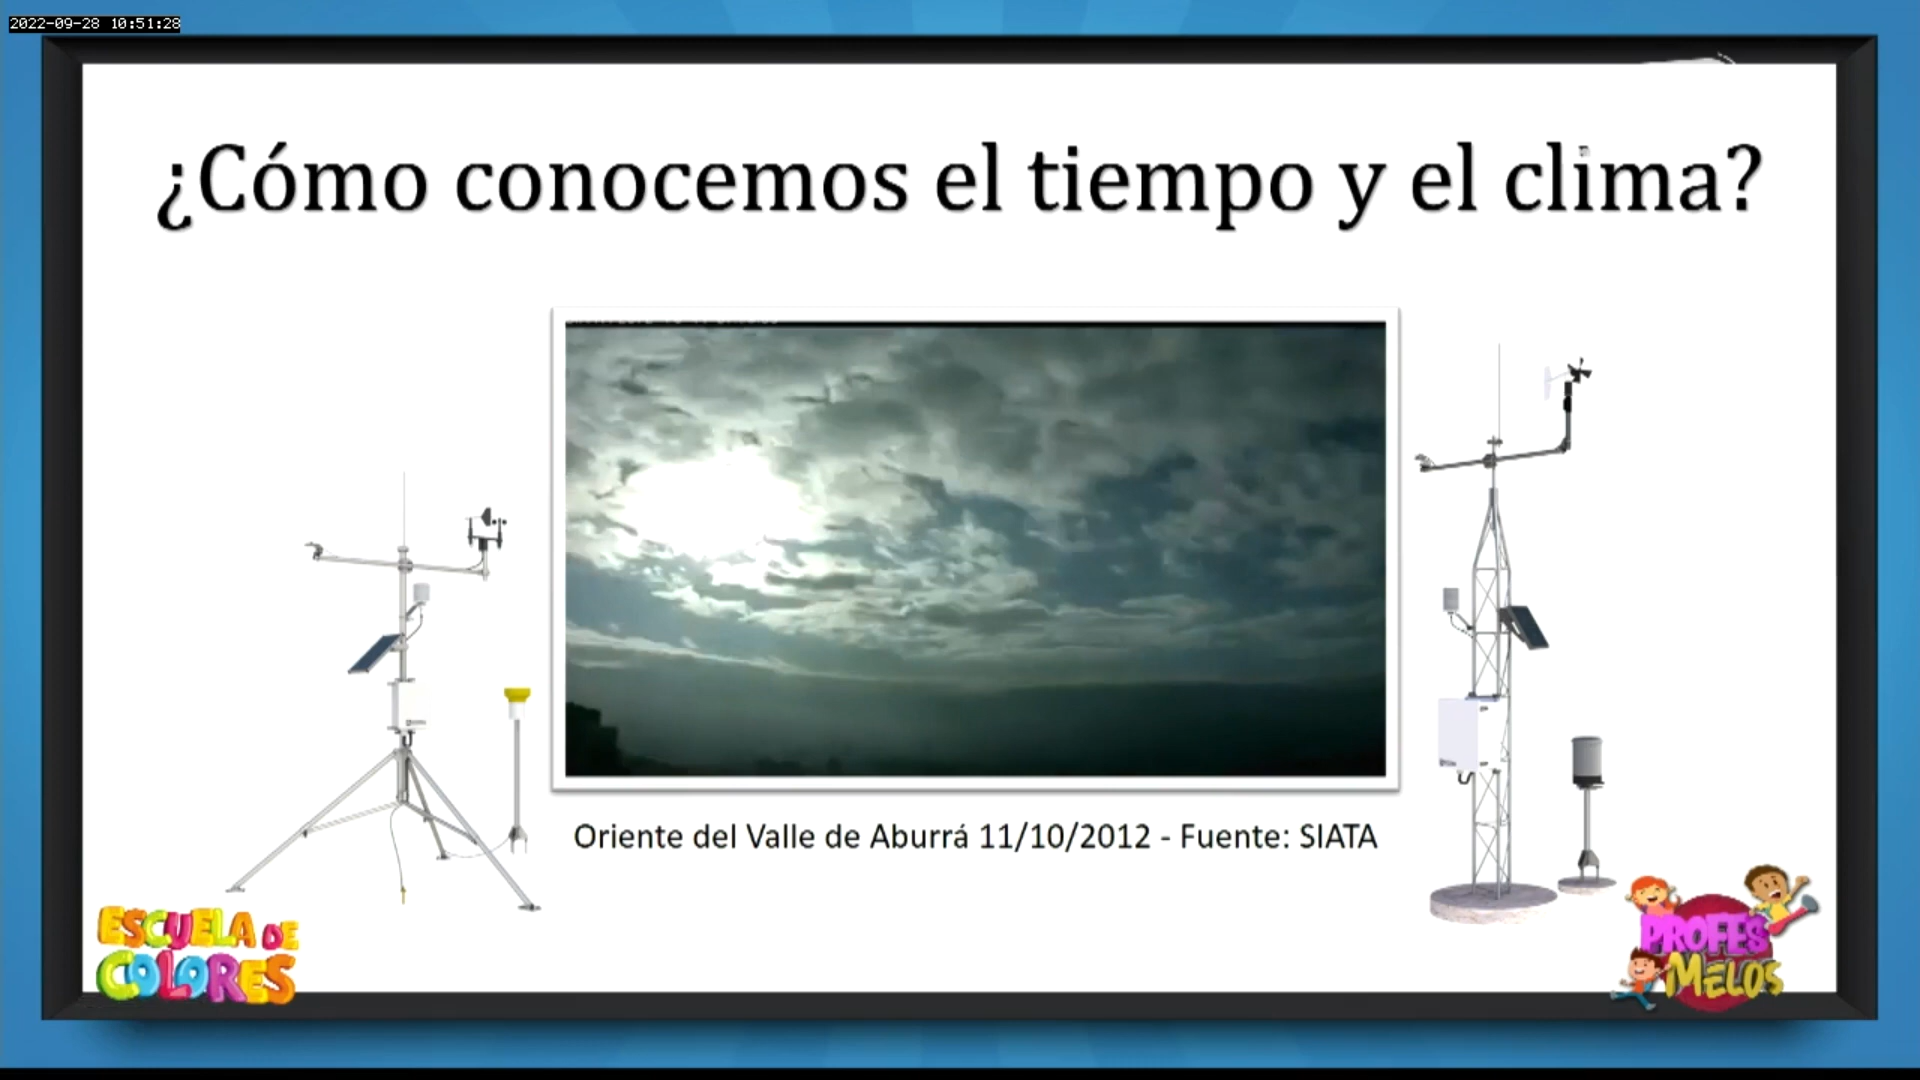 2022-09-28 10:51:28
¿Cómo conocemos el tiempo y el clima?
Oriente del Valle de Aburrá 11/10/2012 - Fuente: SIATA
ESCUELA DE
COLORES
PROFES
MELOS